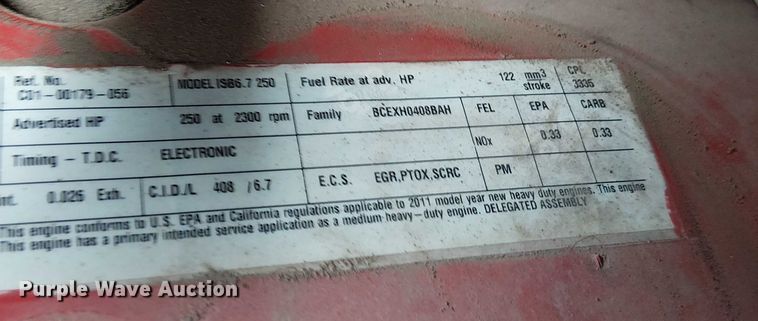 Ref. No. MODEL ISB6.7 250 Fuel Rate at adv. HP 122 mm3 stroke CPL
C01-00179-056 3335
Advertised HP 250 at 2300 rpm Family BCEXH0408BAH FEL EPA CARB
Timing - T.D.C. ELECTRONIC NOx 0.33 0.33
Int. 0.026 Exh. C.I.D./L 408 /6.7 E.C.S. EGR,PTOX,SCRC PM
This engine conforms to U.S. EPA and California regulations applicable to 2011 model year new heavy duty engines. This engine
This engine has a primary intended service application as a medium heavy-duty engine. DELEGATED ASSEMBLY
Purple Wave Auction